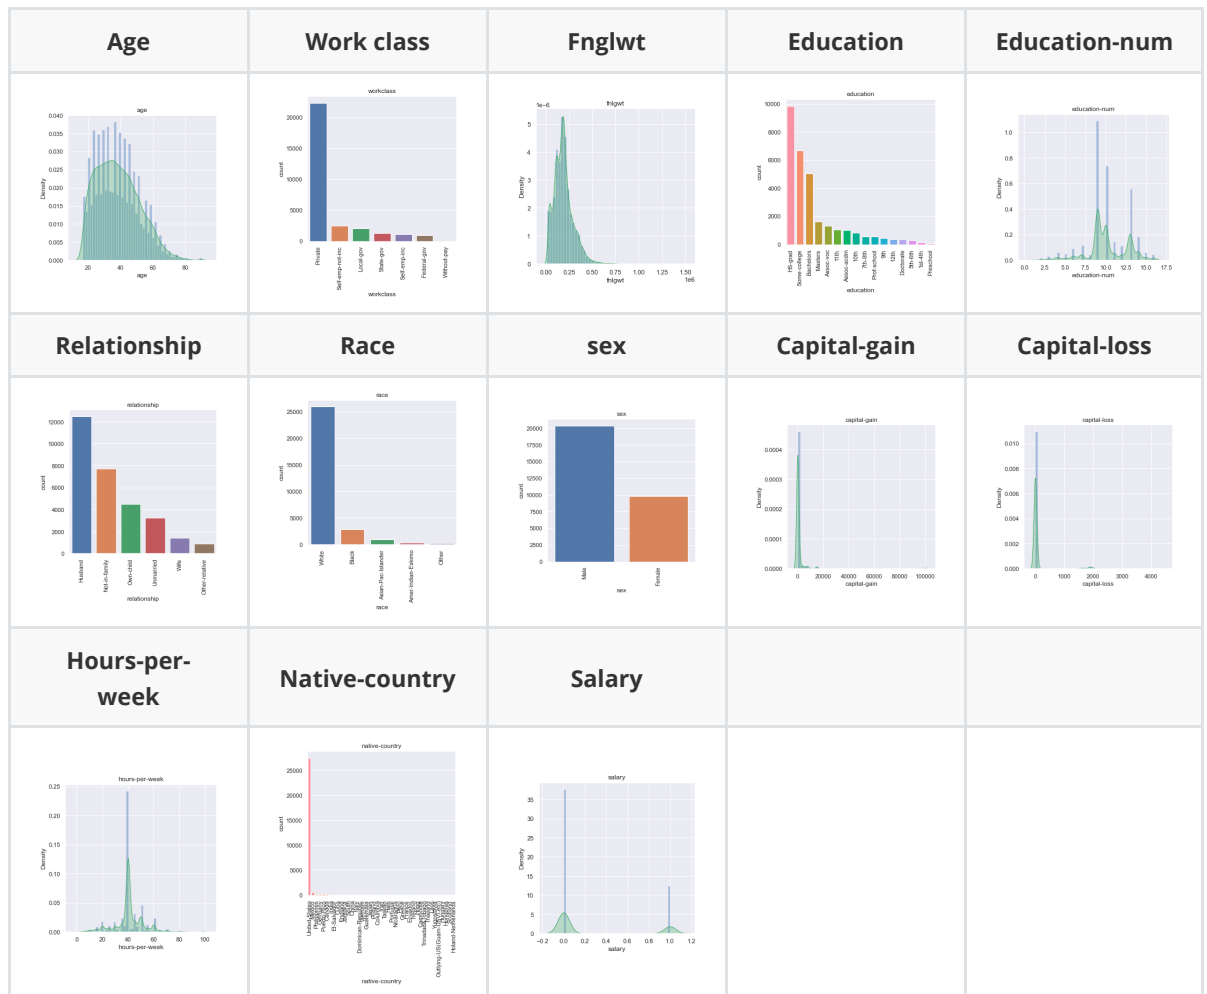 Age
Work class
Fnglwt
Education
Education-num
age
0.040
0.035
0.030
0.025
0.020
0.015
0.010
0.005
0.000
Density
20
40
60
80
age
workclass
20000
15000
10000
5000
0
count
Private
Self-emp-not-inc
Local-gov
State-gov
Self-emp-inc
Federal-gov
Without-pay
workclass
1e-6
fnlgwt
5
4
3
2
1
0
Density
0.00
0.25
0.50
0.75
1.00
1.25
1.50
1e6
fnlgwt
education
10000
8000
6000
4000
2000
0
count
HS-grad
Some-college
Bachelors
Masters
Assoc-voc
11th
Assoc-acdm
10th
7th-8th
Prof-school
9th
12th
Doctorate
5th-6th
1st-4th
Preschool
education
education-num
1.0
0.8
0.6
0.4
0.2
0.0
Density
0.0
2.5
5.0
7.5
10.0
12.5
15.0
17.5
education-num
Relationship
Race
sex
Capital-gain
Capital-loss
relationship
12000
10000
8000
6000
4000
2000
0
count
Husband
Not-in-family
Own-child
Unmarried
Wife
Other-relative
relationship
race
25000
20000
15000
10000
5000
0
count
White
Black
Asian-Pac-Islander
Amer-Indian-Eskimo
Other
race
sex
20000
17500
15000
12500
10000
7500
5000
2500
0
count
Male
Female
sex
capital-gain
0.0004
0.0003
0.0002
0.0001
0.0000
Density
0
20000
40000
60000
80000
100000
capital-gain
capital-loss
0.010
0.008
0.006
0.004
0.002
0.000
Density
0
1000
2000
3000
4000
capital-loss
Hours-per-
week
Native-country
Salary
hours-per-week
0.25
0.20
0.15
0.10
0.05
0.00
Density
0
20
40
60
80
100
hours-per-week
native-country
25000
20000
15000
10000
5000
0
count
United-States
Holand-Netherlands
native-country
salary
35
30
25
20
15
10
5
0
Density
−0.2
0.0
0.2
0.4
0.6
0.8
1.0
1.2
salary